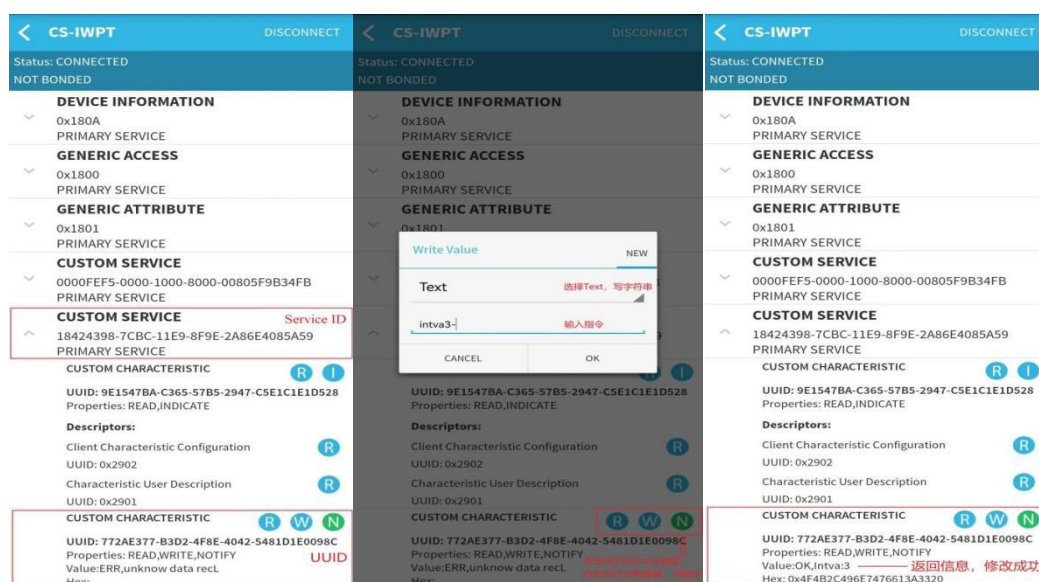 CS-IWPT
DISCONNECT
Status: CONNECTED
NOT BONDED
DEVICE INFORMATION
0x180A
PRIMARY SERVICE
GENERIC ACCESS
0x1800
PRIMARY SERVICE
GENERIC ATTRIBUTE
0x1801
PRIMARY SERVICE
CUSTOM SERVICE
0000FEF5-0000-1000-8000-00805F9B34FB
PRIMARY SERVICE
CUSTOM SERVICE
Service ID
18424398-7CBC-11E9-8F9E-2A86E4085A59
PRIMARY SERVICE
CUSTOM CHARACTERISTIC
R I
UUID: 9E1547BA-C365-57B5-2947-C5E1C1E1D528
Properties: READ,INDICATE
Descriptors:
Client Characteristic Configuration
R
UUID: 0x2902
Characteristic User Description
R
UUID: 0x2901
CUSTOM CHARACTERISTIC
R W N
UUID: 772AE377-B3D2-4F8E-4042-5481D1E0098C
Properties: READ,WRITE,NOTIFY
UUID
Value:ERR,unknow data recL
Hex:
CS-IWPT
DISCONNECT
Status: CONNECTED
NOT BONDED
DEVICE INFORMATION
0x180A
PRIMARY SERVICE
GENERIC ACCESS
0x1800
PRIMARY SERVICE
GENERIC ATTRIBUTE
0x1801
Write Value
NEW
Text
选择Text，写字符串
intva3-
输入指令
CANCEL
OK
UUID: 9E1547BA-C365-57B5-2947-C5E1C1E1D528
Properties: READ,INDICATE
Descriptors:
Client Characteristic Configuration
R
UUID: 0x2902
Characteristic User Description
R
UUID: 0x2901
CUSTOM CHARACTERISTIC
R W N
UUID: 772AE377-B3D2-4F8E-4042-5481D1E0098C
Properties: READ,WRITE,NOTIFY
Value:ERR,unknow data recL
Hex:
CS-IWPT
DISCONNECT
Status: CONNECTED
NOT BONDED
DEVICE INFORMATION
0x180A
PRIMARY SERVICE
GENERIC ACCESS
0x1800
PRIMARY SERVICE
GENERIC ATTRIBUTE
0x1801
PRIMARY SERVICE
CUSTOM SERVICE
0000FEF5-0000-1000-8000-00805F9B34FB
PRIMARY SERVICE
CUSTOM SERVICE
18424398-7CBC-11E9-8F9E-2A86E4085A59
PRIMARY SERVICE
CUSTOM CHARACTERISTIC
R I
UUID: 9E1547BA-C365-57B5-2947-C5E1C1E1D528
Properties: READ,INDICATE
Descriptors:
Client Characteristic Configuration
R
UUID: 0x2902
Characteristic User Description
R
UUID: 0x2901
CUSTOM CHARACTERISTIC
R W N
UUID: 772AE377-B3D2-4F8E-4042-5481D1E0098C
Properties: READ,WRITE,NOTIFY
Value:OK,Intva:3
返回信息，修改成功
Hex: 0x4F4B2C496E7476613A3320